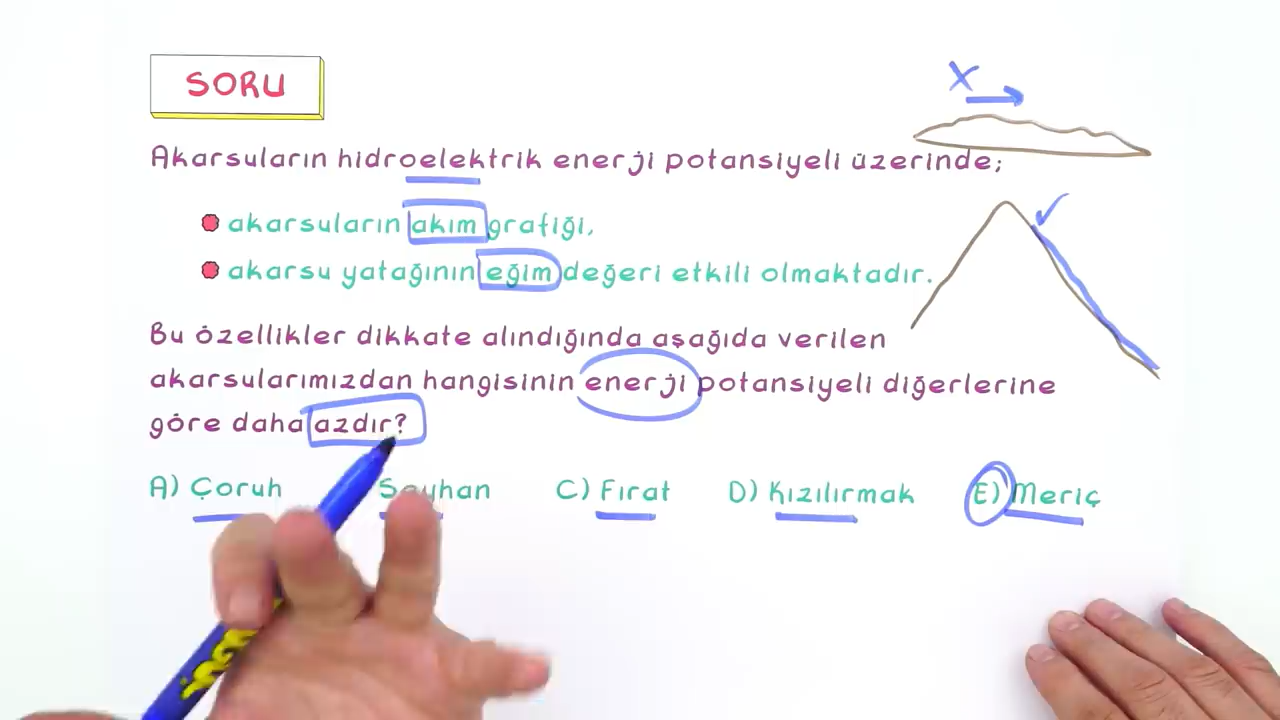 SORU
X
Akarsuların hidroelektrik enerji potansiyeli üzerinde;
akarsuların akım grafiği,
akarsu yatağının eğim değeri etkili olmaktadır.
Bu özellikler dikkate alındığında aşağıda verilen
akarsularımızdan hangisinin enerji potansiyeli diğerlerine
göre daha azdır?
A) Çoruh Seyhan C) Fırat D) Kızılırmak E) Meriç